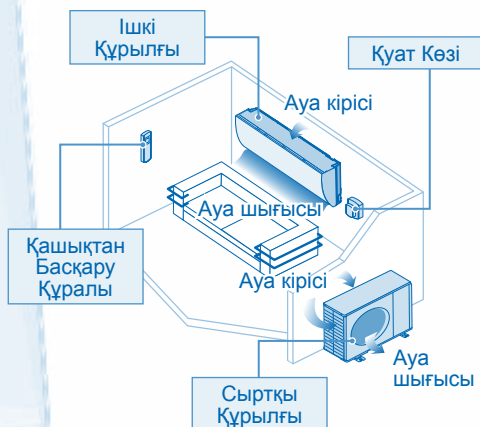 Ішкі
Құрылғы
Қуат Көзі
Ауа кірісі
Ауа шығысы
Қашықтан
Басқару
Құралы
Ауа кірісі
Ауа
шығысы
Сыртқы
Құрылғы